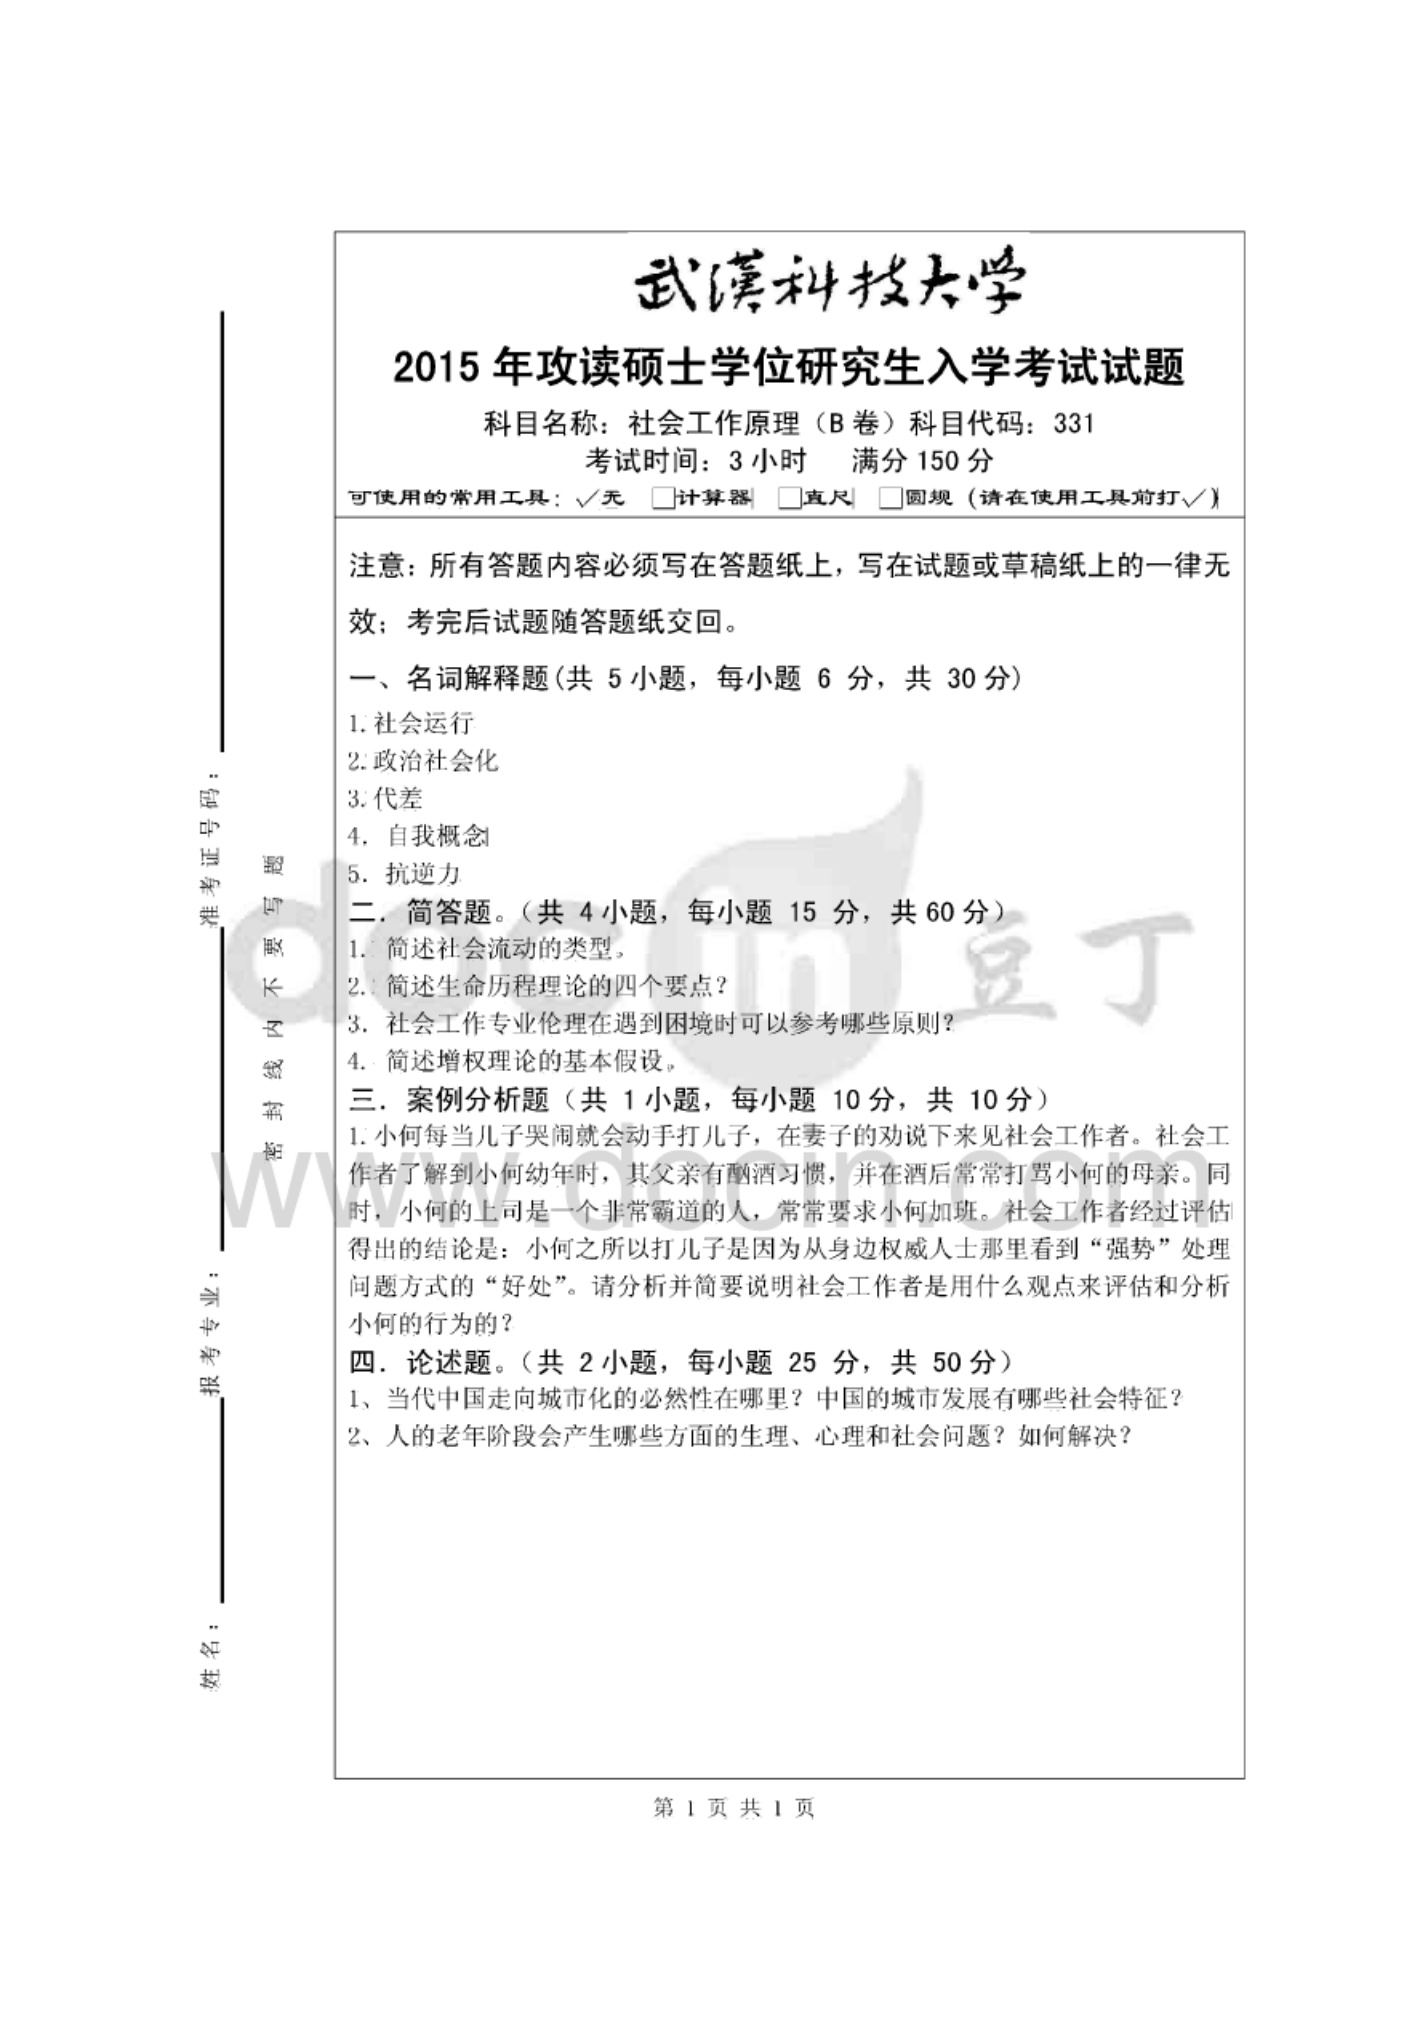 武漢科技大学
2015 年攻读硕士学位研究生入学考试试题
科目名称：社会工作原理（B 卷）科目代码：331
考试时间：3 小时 满分 150 分
可使用的常用工具：✓无 □计算器 □直尺 □圆规（请在使用工具前打✓）
注意：所有答题内容必须写在答题纸上，写在试题或草稿纸上的一律无
效；考完后试题随答题纸交回。
一、名词解释题(共 5 小题，每小题 6 分，共 30 分)
1. 社会运行
2. 政治社会化
3. 代差
4．自我概念
5．抗逆力
二．简答题。（共 4 小题，每小题 15 分，共 60 分）
1. 简述社会流动的类型。
2. 简述生命历程理论的四个要点？
3．社会工作专业伦理在遇到困境时可以参考哪些原则？
4. 简述增权理论的基本假设。
三．案例分析题（共 1 小题，每小题 10 分，共 10 分）
1. 小何每当儿子哭闹就会动手打儿子，在妻子的劝说下来见社会工作者。社会工
作者了解到小何幼年时，其父亲有酗酒习惯，并在酒后常常打骂小何的母亲。同
时，小何的上司是一个非常霸道的人，常常要求小何加班。社会工作者经过评估
得出的结论是：小何之所以打儿子是因为从身边权威人士那里看到“强势”处理
问题方式的“好处”。请分析并简要说明社会工作者是用什么观点来评估和分析
小何的行为的？
四．论述题。（共 2 小题，每小题 25 分，共 50 分）
1、当代中国走向城市化的必然性在哪里？中国的城市发展有哪些社会特征？
2、人的老年阶段会产生哪些方面的生理、心理和社会问题？如何解决？
第 1 页 共 1 页
姓名：
报考专业：
准考证号码：
密封线内不要写题
docin 豆丁
www.docin.com